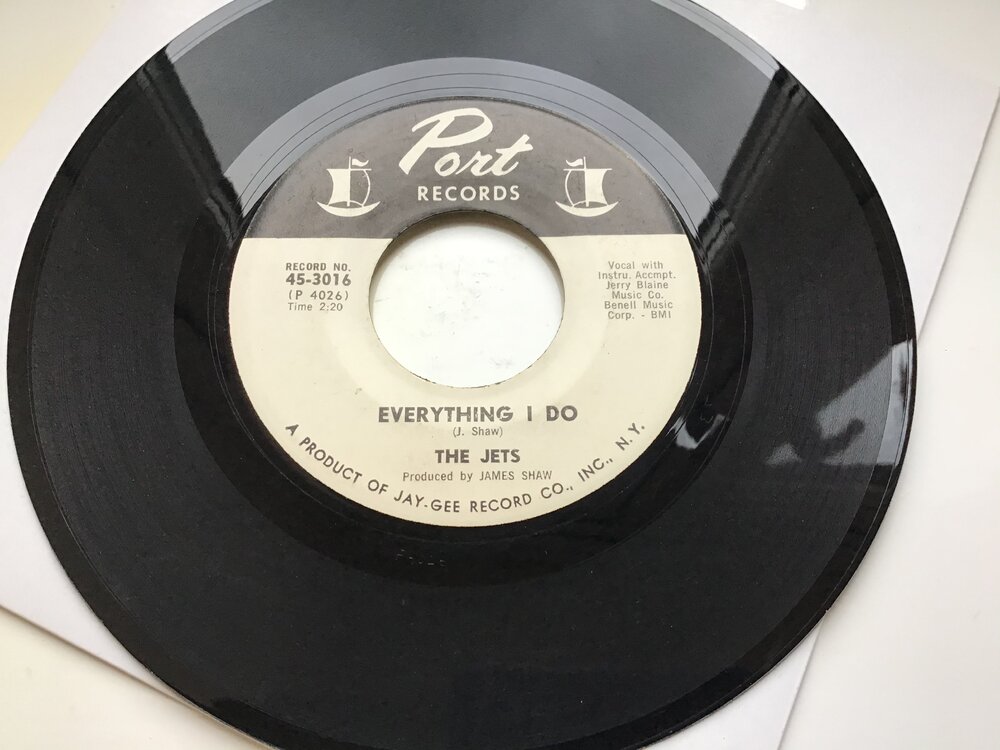 Port
RECORDS
RECORD NO.
45-3016
(P 4026)
Time 2:20
Vocal with
Instru. Accmpt.
Jerry Blaine
Music Co.
Benell Music
Corp. - BMI
EVERYTHING I DO
(J. Shaw)
THE JETS
Produced by JAMES SHAW
A PRODUCT OF JAY-GEE RECORD CO., INC., N.Y.